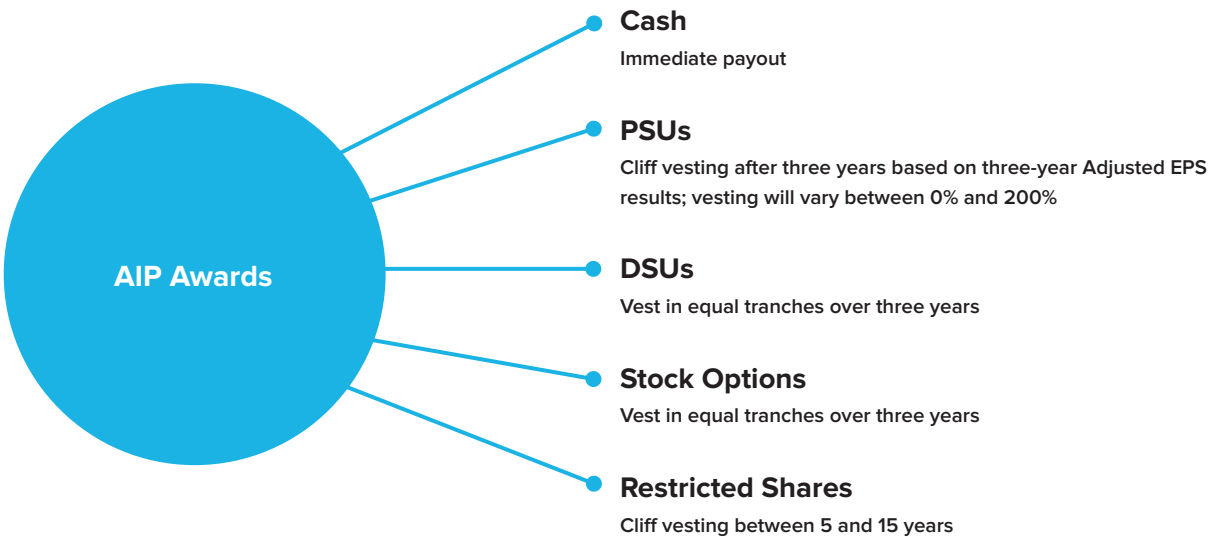 AIP Awards
Cash
Immediate payout
PSUs
Cliff vesting after three years based on three-year Adjusted EPS
results; vesting will vary between 0% and 200%
DSUs
Vest in equal tranches over three years
Stock Options
Vest in equal tranches over three years
Restricted Shares
Cliff vesting between 5 and 15 years